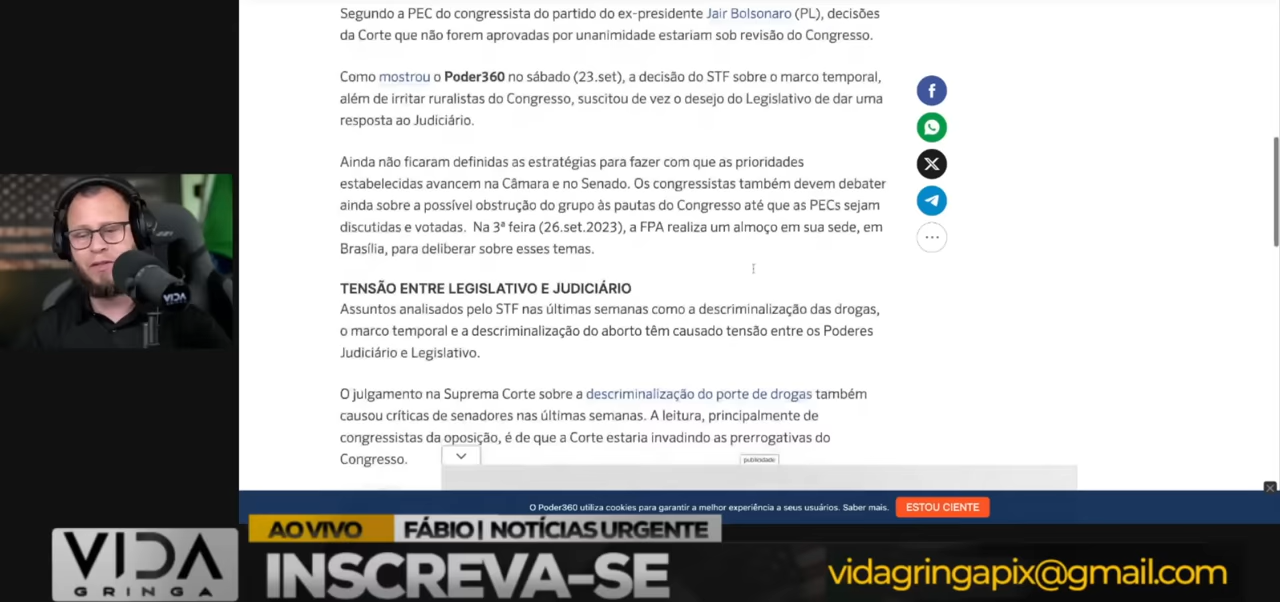 Segundo a PEC do congressista do partido do ex-presidente Jair Bolsonaro (PL), decisões
da Corte que não forem aprovadas por unanimidade estariam sob revisão do Congresso.
Como mostrou o Poder360 no sábado (23.set), a decisão do STF sobre o marco temporal,
além de irritar ruralistas do Congresso, suscitou de vez o desejo do Legislativo de dar uma
resposta ao Judiciário.
Ainda não ficaram definidas as estratégias para fazer com que as prioridades
estabelecidas avancem na Câmara e no Senado. Os congressistas também devem debater
ainda sobre a possível obstrução do grupo às pautas do Congresso até que as PECs sejam
discutidas e votadas. Na 3ª feira (26.set.2023), a FPA realiza um almoço em sua sede, em
Brasília, para deliberar sobre esses temas.
TENSÃO ENTRE LEGISLATIVO E JUDICIÁRIO
Assuntos analisados pelo STF nas últimas semanas como a descriminalização das drogas,
o marco temporal e a descriminalização do aborto têm causado tensão entre os Poderes
Judiciário e Legislativo.
O julgamento na Suprema Corte sobre a descriminalização do porte de drogas também
causou críticas de senadores nas últimas semanas. A leitura, principalmente de
congressistas da oposição, é de que a Corte estaria invadindo as prerrogativas do
Congresso.
publicidade
O Poder360 utiliza cookies para garantir a melhor experiência a seus usuários. Saber mais.
ESTOU CIENTE
VIDA
AO VIVO
FÁBIO | NOTÍCIAS URGENTE
VIDA
GRINGA
INSCREVA-SE
vidagringapix@gmail.com